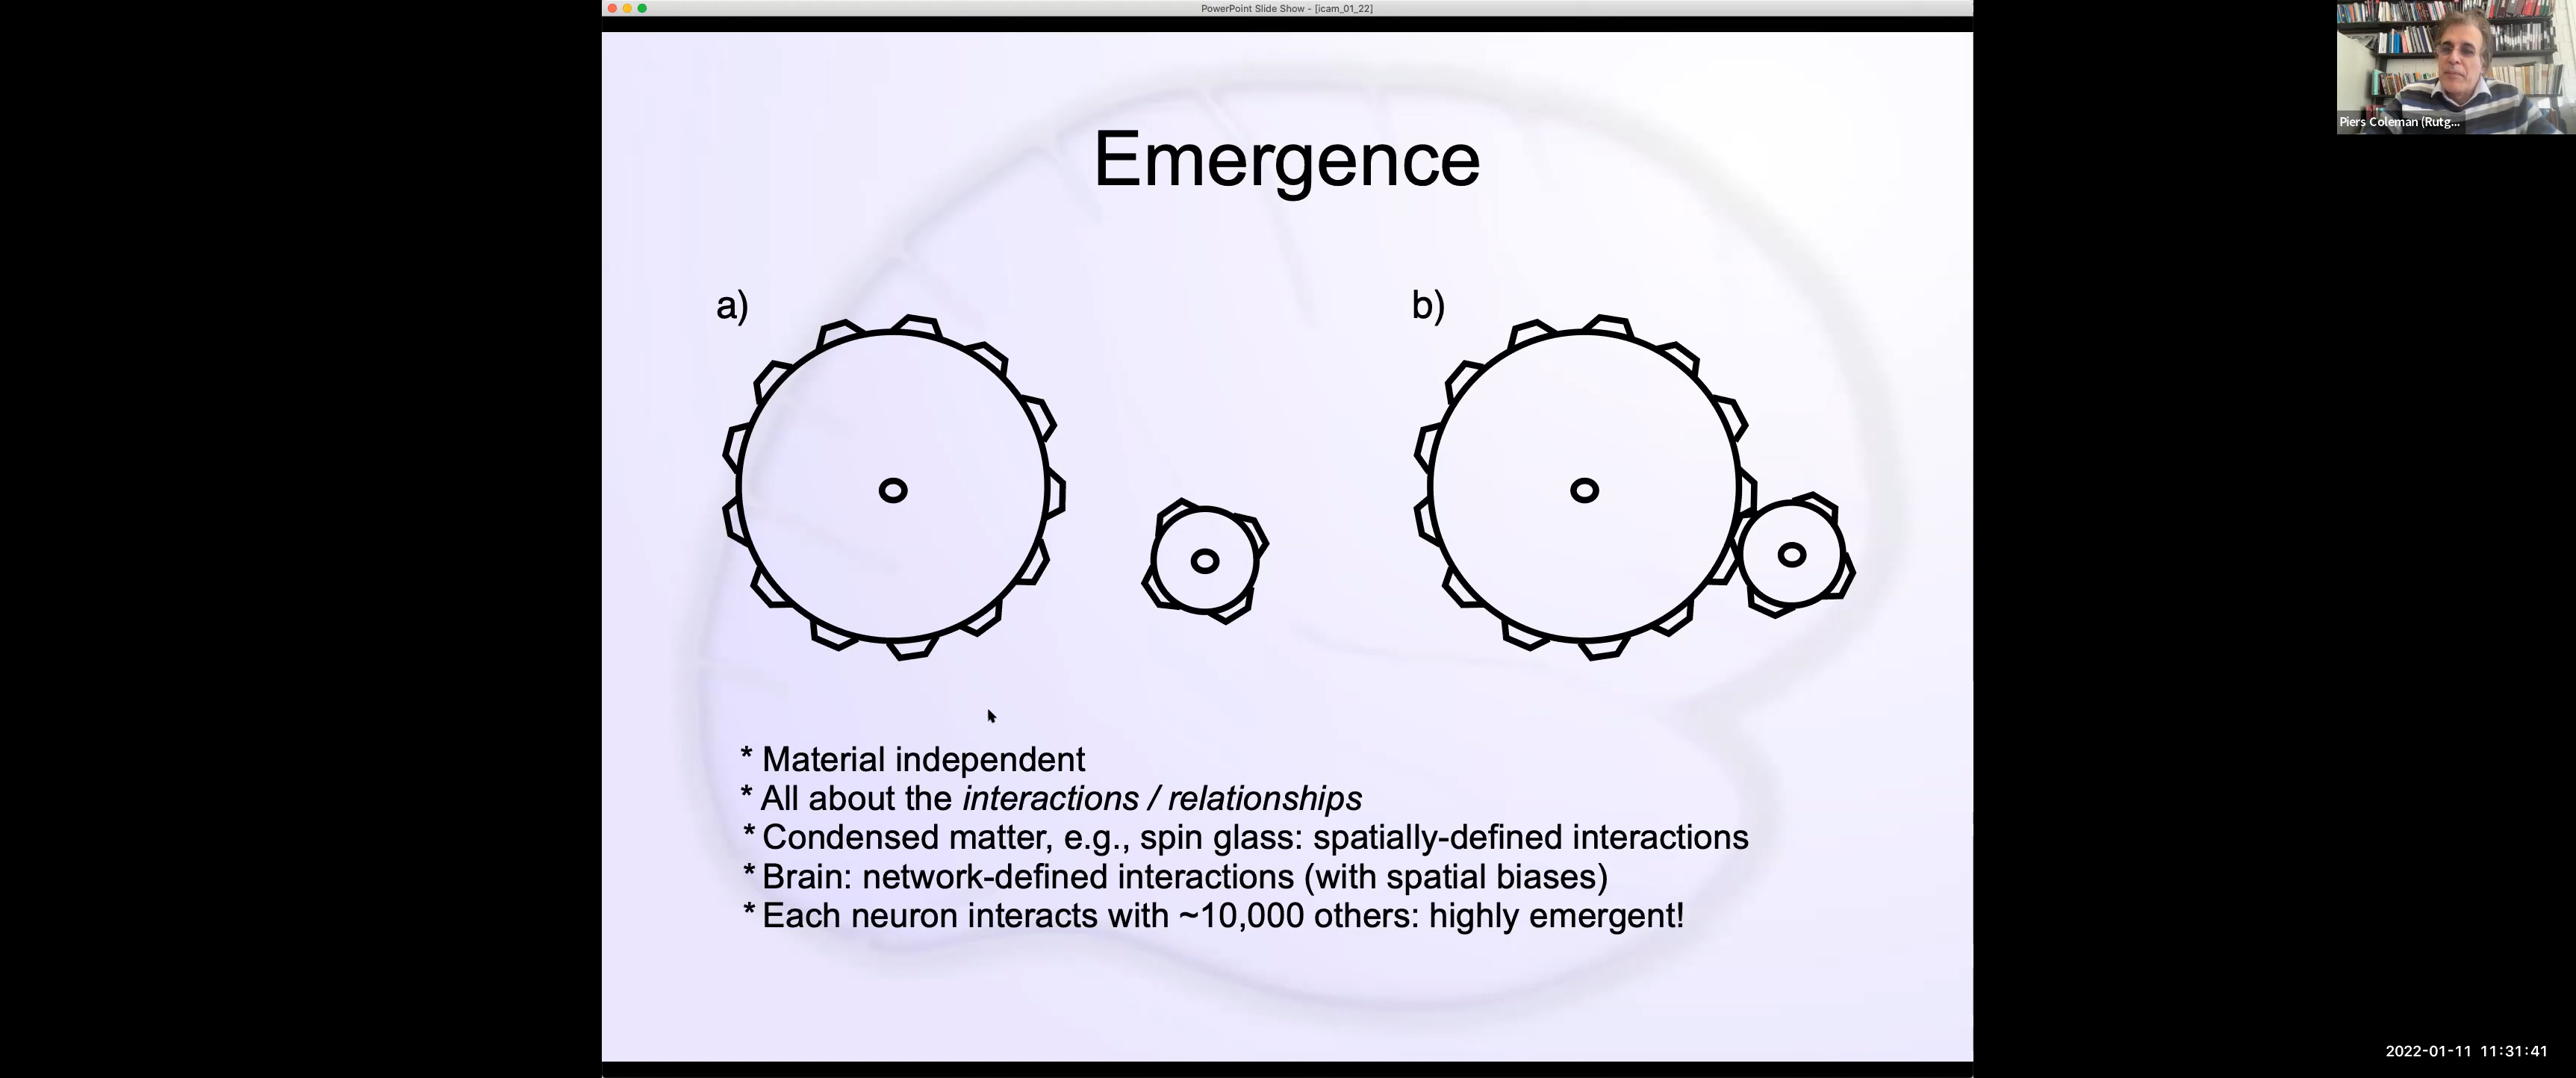 PowerPoint Slide Show - [icam_01_22]
Piers Coleman (Rutg...
Emergence
a)
b)
* Material independent
* All about the interactions / relationships
* Condensed matter, e.g., spin glass: spatially-defined interactions
* Brain: network-defined interactions (with spatial biases)
* Each neuron interacts with ~10,000 others: highly emergent!
2022-01-11 11:31:41